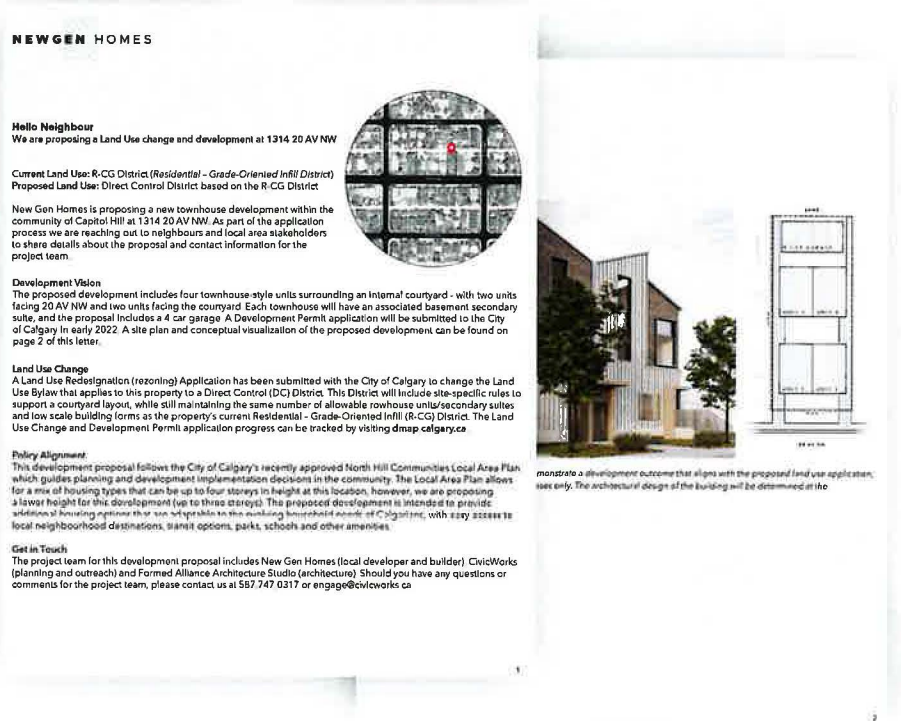 NEWGEN HOMES
Hello Neighbour
We are proposing a Land Use change and development at 1314 20 AV NW
Current Land Use: R-CG District (Residential – Grade-Oriented Infill District)
Proposed Land Use: Direct Control District based on the R-CG District
New Gen Homes is proposing a new townhouse development within the
community of Capitol Hill at 1314 20 AV NW. As part of the application
process we are reaching out to neighbours and local area stakeholders
to share details about the proposal and contact information for the
project team.
Development Vision
The proposed development includes four townhouse-style units surrounding an internal courtyard - with two units
facing 20 AV NW and two units facing the courtyard. Each townhouse will have an associated basement secondary
suite, and the proposal includes a 4 car garage. A Development Permit application will be submitted to the City
of Calgary in early 2022. A site plan and conceptual visualization of the proposed development can be found on
page 2 of this letter.
Land Use Change
A Land Use Redesignation (rezoning) Application has been submitted with the City of Calgary to change the Land
Use Bylaw that applies to this property to a Direct Control (DC) District. This District will include site-specific rules to
support a courtyard layout, while still maintaining the same number of allowable rowhouse units/secondary suites
and low scale building forms as the property's current Residential – Grade-Oriented Infill (R-CG) District. The Land
Use Change and Development Permit application progress can be tracked by visiting dmap calgary.ca
Policy Alignment
This development proposal follows the City of Calgary's recently approved North Hill Communities Local Area Plan
which guides planning and development implementation decisions in the community. The Local Area Plan allows
for a mix of housing types that can be up to four storeys in height at this location, however, we are proposing
a lower height for this development (up to three storeys). The proposed development is intended to provide
additional housing options that are adaptable to the evolving household needs of Calgarians, with easy access to
local neighbourhood destinations, transit options, parks, schools and other amenities.
Get in Touch
The project team for this development proposal includes New Gen Homes (local developer and builder) CivicWorks
(planning and outreach) and Formed Alliance Architecture Studio (architecture). Should you have any questions or
comments for the project team, please contact us at 587 747 0317 or engage@civicworks ca
1
monstrate a development outcome that aligns with the proposed land use application,
ses only. The architectural design of the building will be determined at the
2